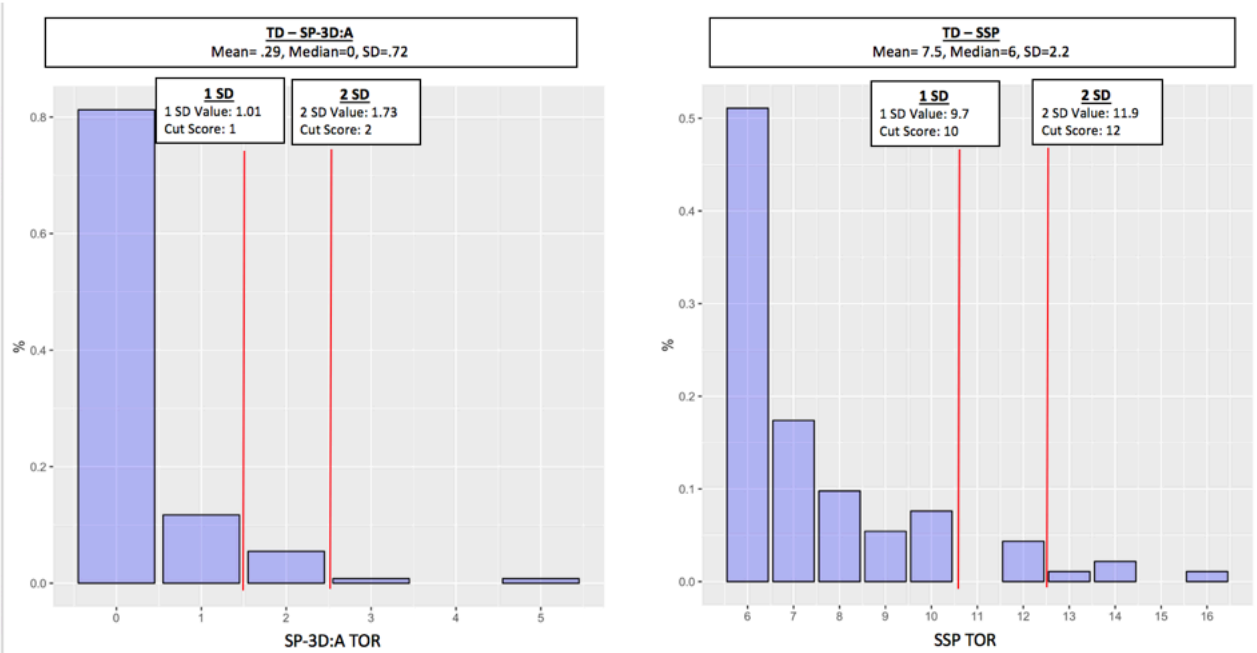 TD – SP-3D:A
Mean= .29, Median=0, SD=.72
1 SD
1 SD Value: 1.01
Cut Score: 1
2 SD
2 SD Value: 1.73
Cut Score: 2
0.8
0.6
0.4
0.2
0.0
%
0 1 2 3 4 5
SP-3D:A TOR
TD – SSP
Mean= 7.5, Median=6, SD=2.2
1 SD
1 SD Value: 9.7
Cut Score: 10
2 SD
2 SD Value: 11.9
Cut Score: 12
0.5
0.4
0.3
0.2
0.1
0.0
%
6 7 8 9 10 11 12 13 14 15 16
SSP TOR